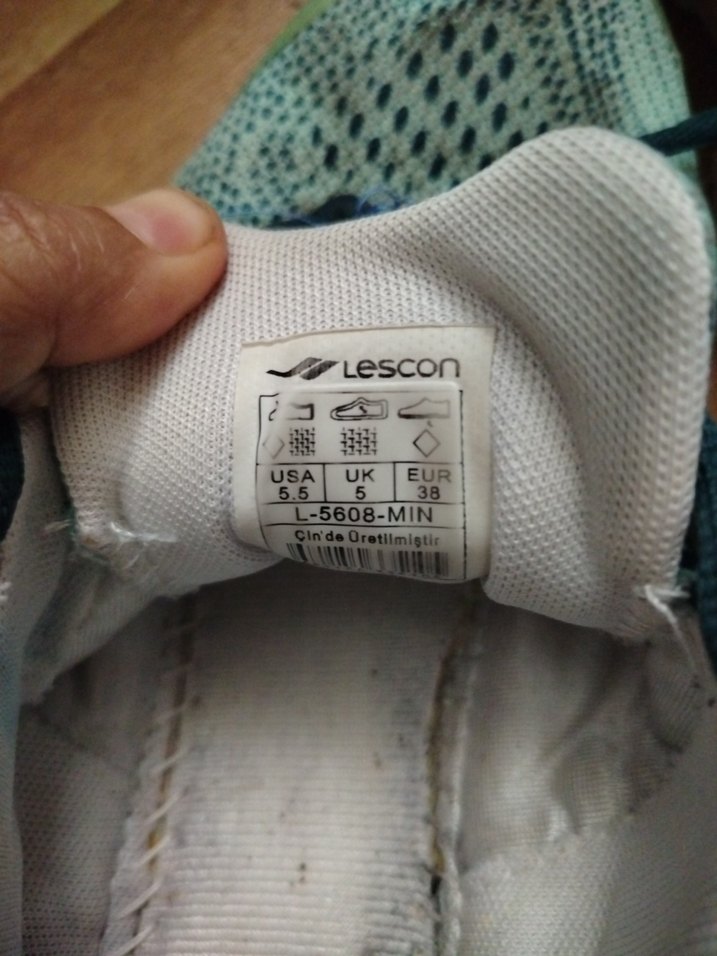 Lescon
USA UK EUR
5.5 5 38
L-5608-MIN
Çin'de Üretilmiştir